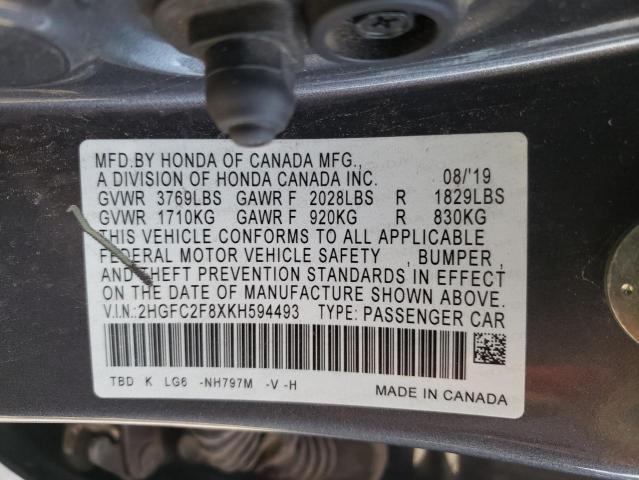 MFD.BY HONDA OF CANADA MFG.,
A DIVISION OF HONDA CANADA INC. 08/'19
GVWR 3769LBS GAWR F 2028LBS R 1829LBS
GVWR 1710KG GAWR F 920KG R 830KG
THIS VEHICLE CONFORMS TO ALL APPLICABLE
FEDERAL MOTOR VEHICLE SAFETY , BUMPER ,
AND THEFT PREVENTION STANDARDS IN EFFECT
ON THE DATE OF MANUFACTURE SHOWN ABOVE.
V.I.N.:2HGFC2F8XKH594493 TYPE: PASSENGER CAR
TBD K LG6 -NH797M -V -H
MADE IN CANADA